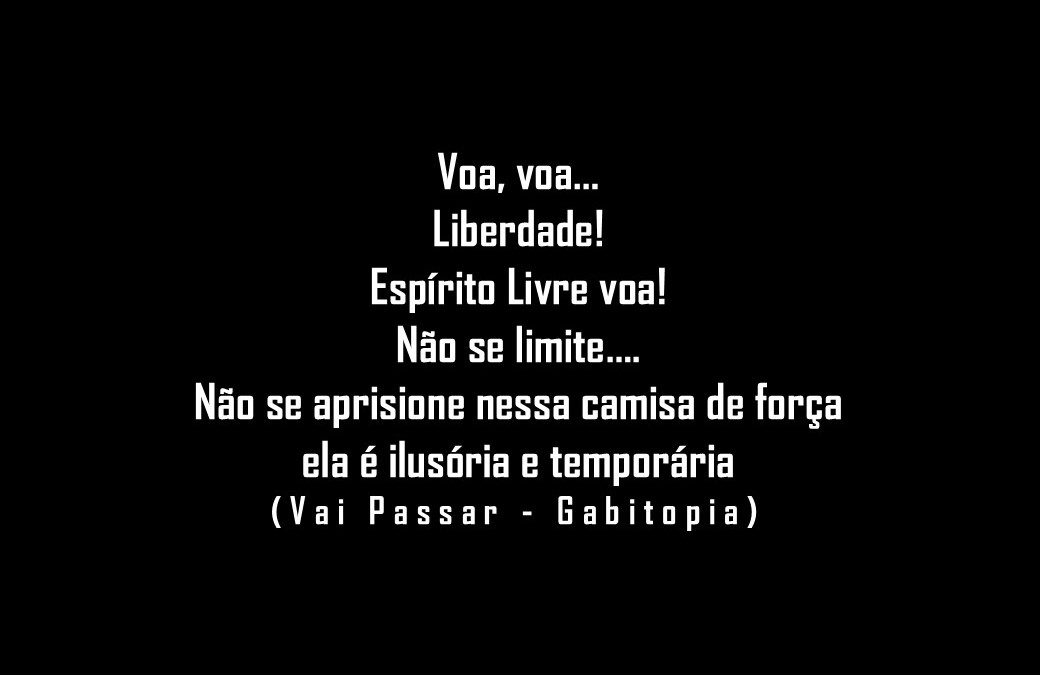 Voa, voa...
Liberdade!
Espírito Livre voa!
Não se limite....
Não se aprisione nessa camisa de força
ela é ilusória e temporária
(Vai Passar - Gabitopia)